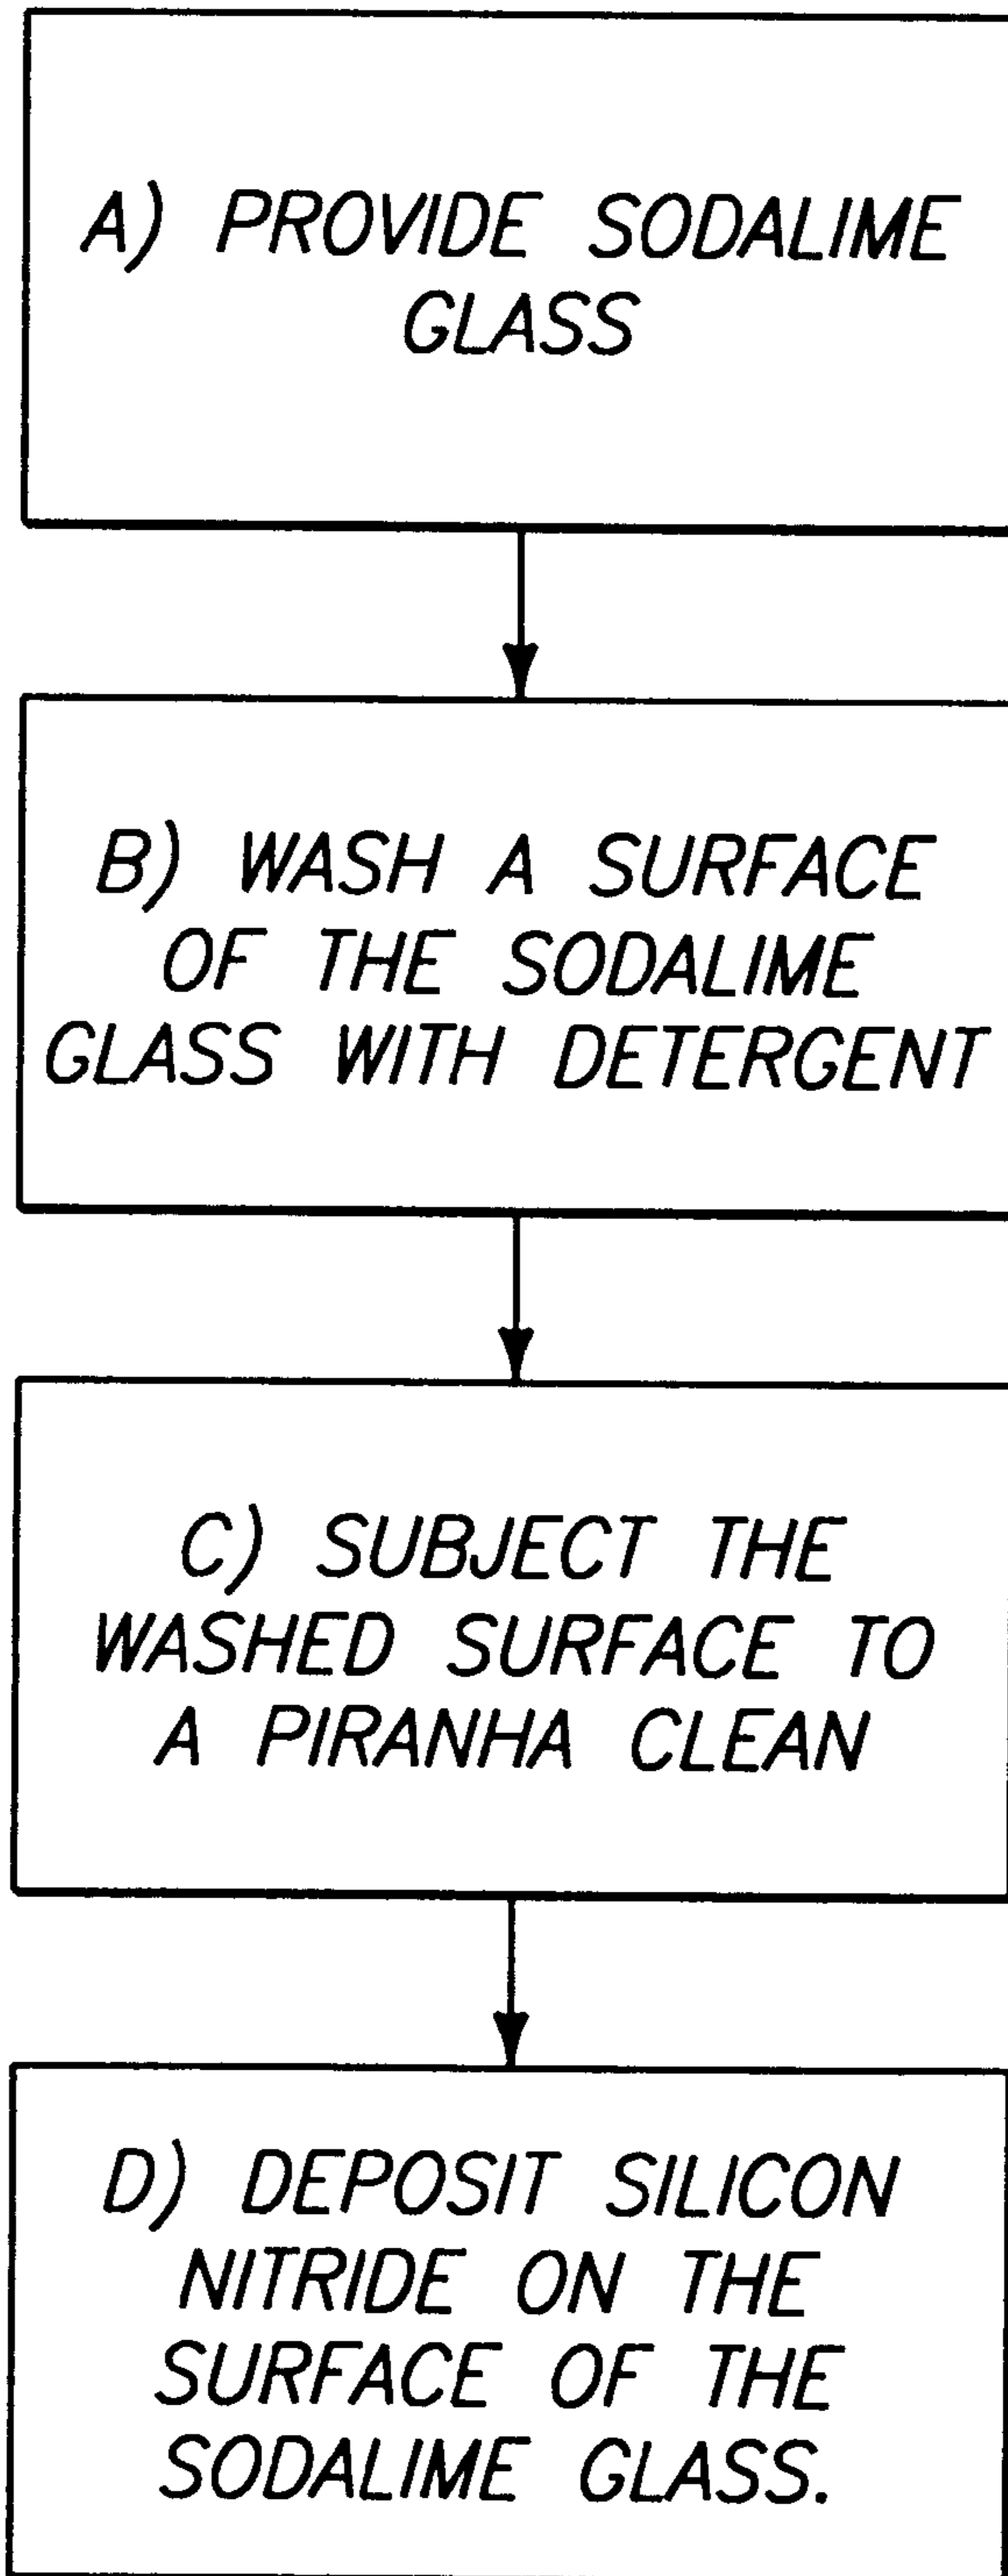 A) PROVIDE SODALIME
GLASS
B) WASH A SURFACE
OF THE SODALIME
GLASS WITH DETERGENT
C) SUBJECT THE
WASHED SURFACE TO
A PIRANHA CLEAN
D) DEPOSIT SILICON
NITRIDE ON THE
SURFACE OF THE
SODALIME GLASS.